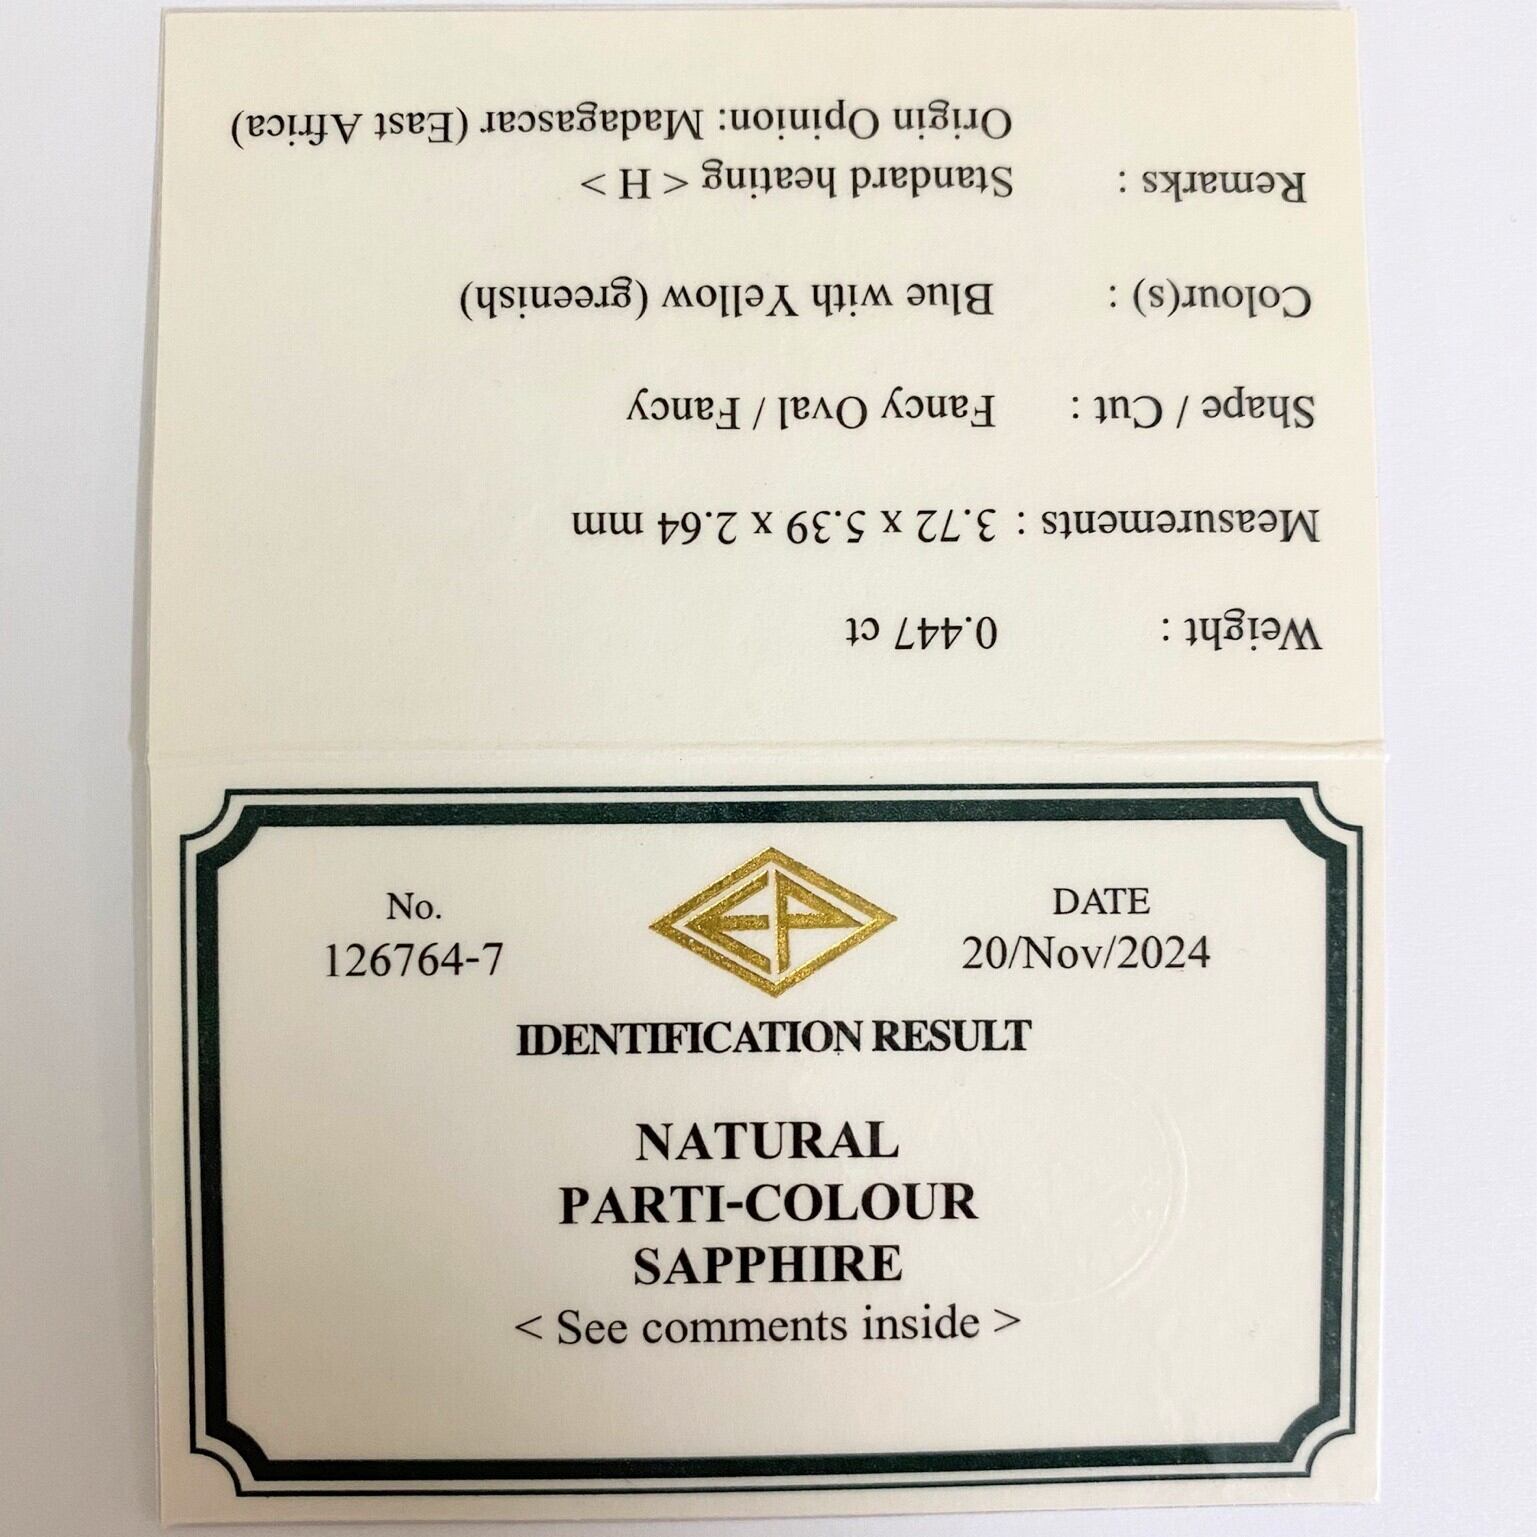 Weight : 0.447 ct
Measurements : 3.72 x 5.39 x 2.64 mm
Shape / Cut : Fancy Oval / Fancy
Colour(s) : Blue with Yellow (greenish)
Remarks : Standard heating < H >
Origin Opinion: Madagascar (East Africa)
EP
No.
126764-7
DATE
20/Nov/2024
IDENTIFICATION RESULT
NATURAL
PARTI-COLOUR
SAPPHIRE
< See comments inside >